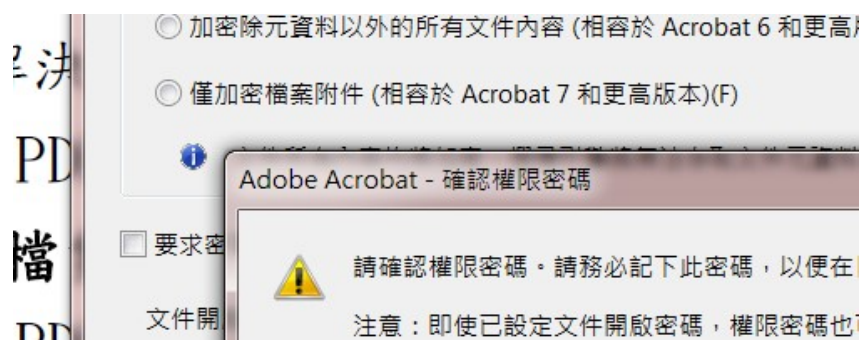 加密除元資料以外的所有文件內容 (相容於 Acrobat 6 和更高
解決
僅加密檔案附件 (相容於 Acrobat 7 和更高版本)(F)
PD
Adobe Acrobat - 確認權限密碼
檔
要求密
請確認權限密碼。請務必記下此密碼,以便在
文件開
注意:即使已設定文件開啟密碼,權限密碼也
PD